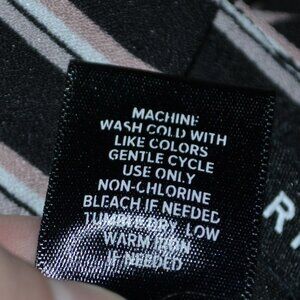 MACHINE
WASH COLD WITH
LIKE COLORS
GENTLE CYCLE
USE ONLY
NON-CHLORINE
BLEACH IF NEEDED
TUMBLE DRY LOW
WARM IRON
IF NEEDED
R